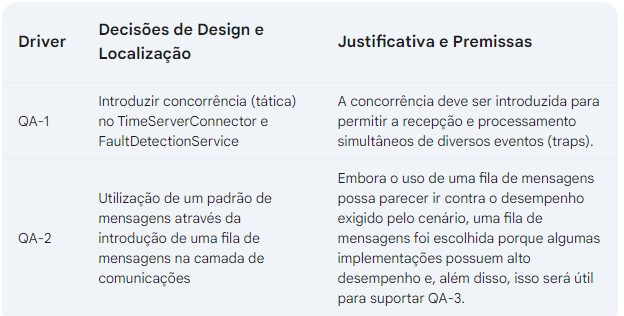 Driver
Decisões de Design e
Localização
Justificativa e Premissas
QA-1
Introduzir concorrência (tática)
no TimeServerConnector e
FaultDetectionService
A concorrência deve ser introduzida para
permitir a recepção e processamento
simultâneos de diversos eventos (traps).
QA-2
Utilização de um padrão de
mensagens através da
introdução de uma fila de
mensagens na camada de
comunicações
Embora o uso de uma fila de mensagens
possa parecer ir contra o desempenho
exigido pelo cenário, uma fila de
mensagens foi escolhida porque algumas
implementações possuem alto
desempenho e, além disso, isso será útil
para suportar QA-3.